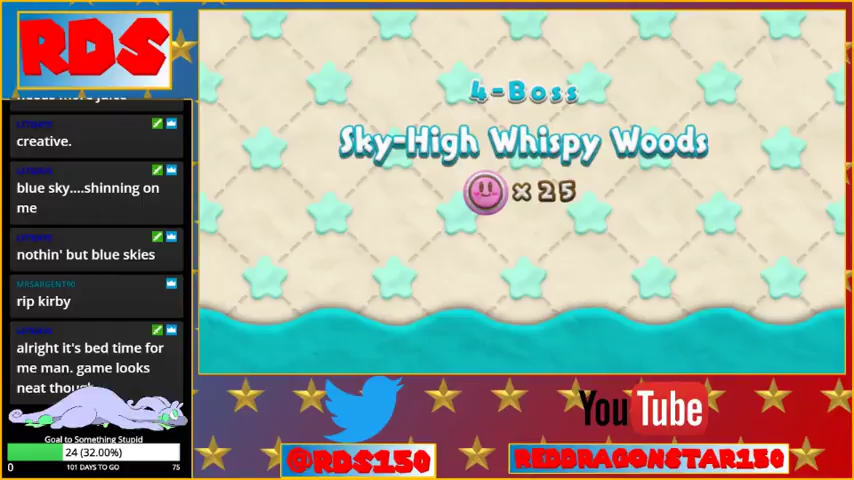 RDS
creative.
blue sky....shinning on
me
nothin' but blue skies
MRSARGENT90
rip kirby
alright it's bed time for
me man. game looks
neat though.
Goal to Something Stupid
24 (32.00%)
0
101 DAYS TO GO
75
4-Boss
Sky-High Whispy Woods
×25
@RDS150
YouTube
REDDRAGONSTAR150